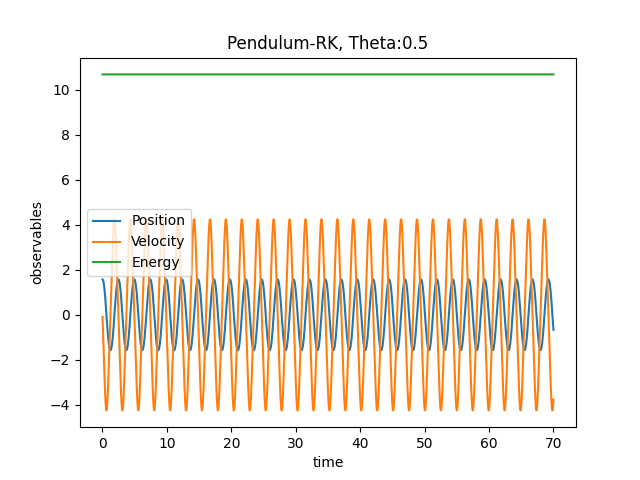 Pendulum-RK, Theta:0.5
observables
10
8
6
4
2
0
−2
−4
Position
Velocity
Energy
0 10 20 30 40 50 60 70
time